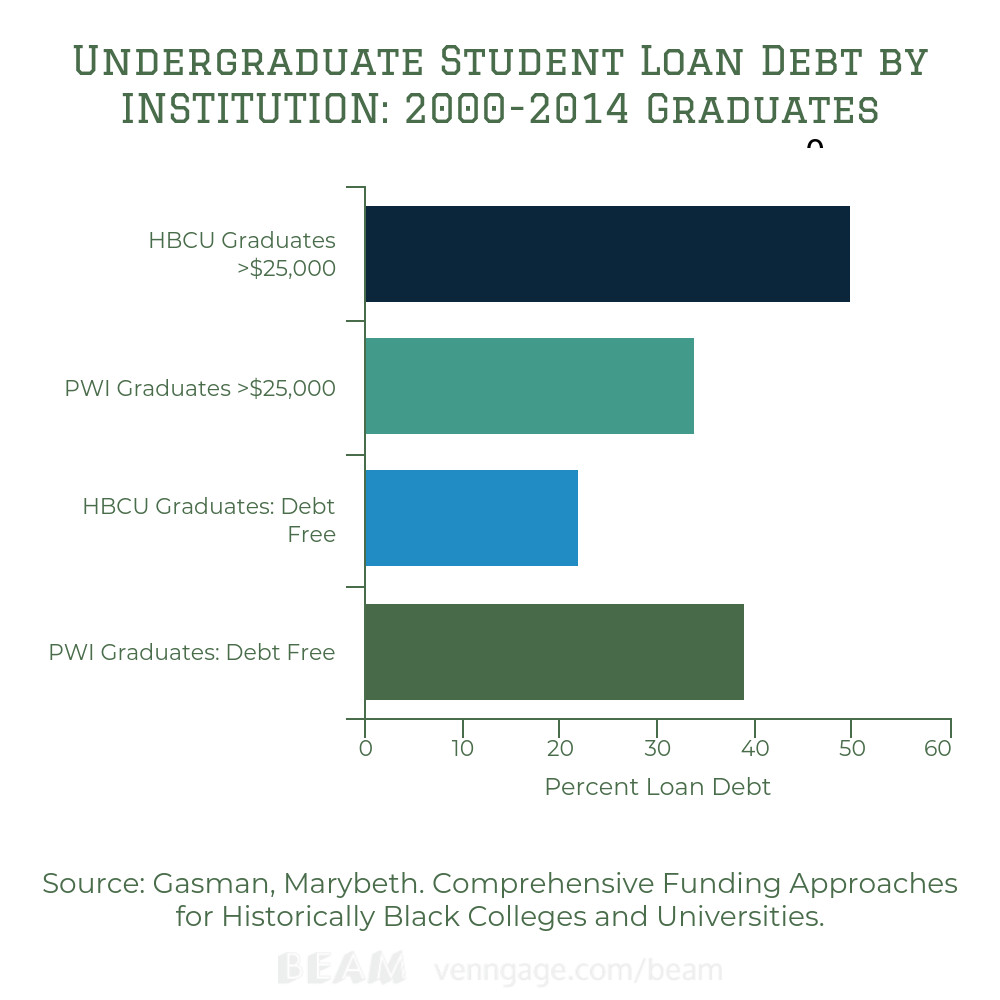 Undergraduate Student Loan Debt by
INSTITUTION: 2000-2014 Graduates
HBCU Graduates
>$25,000
PWI Graduates >$25,000
HBCU Graduates: Debt
Free
PWI Graduates: Debt Free
0 10 20 30 40 50 60
Percent Loan Debt
Source: Gasman, Marybeth. Comprehensive Funding Approaches
for Historically Black Colleges and Universities.
BEAM venngage.com/beam